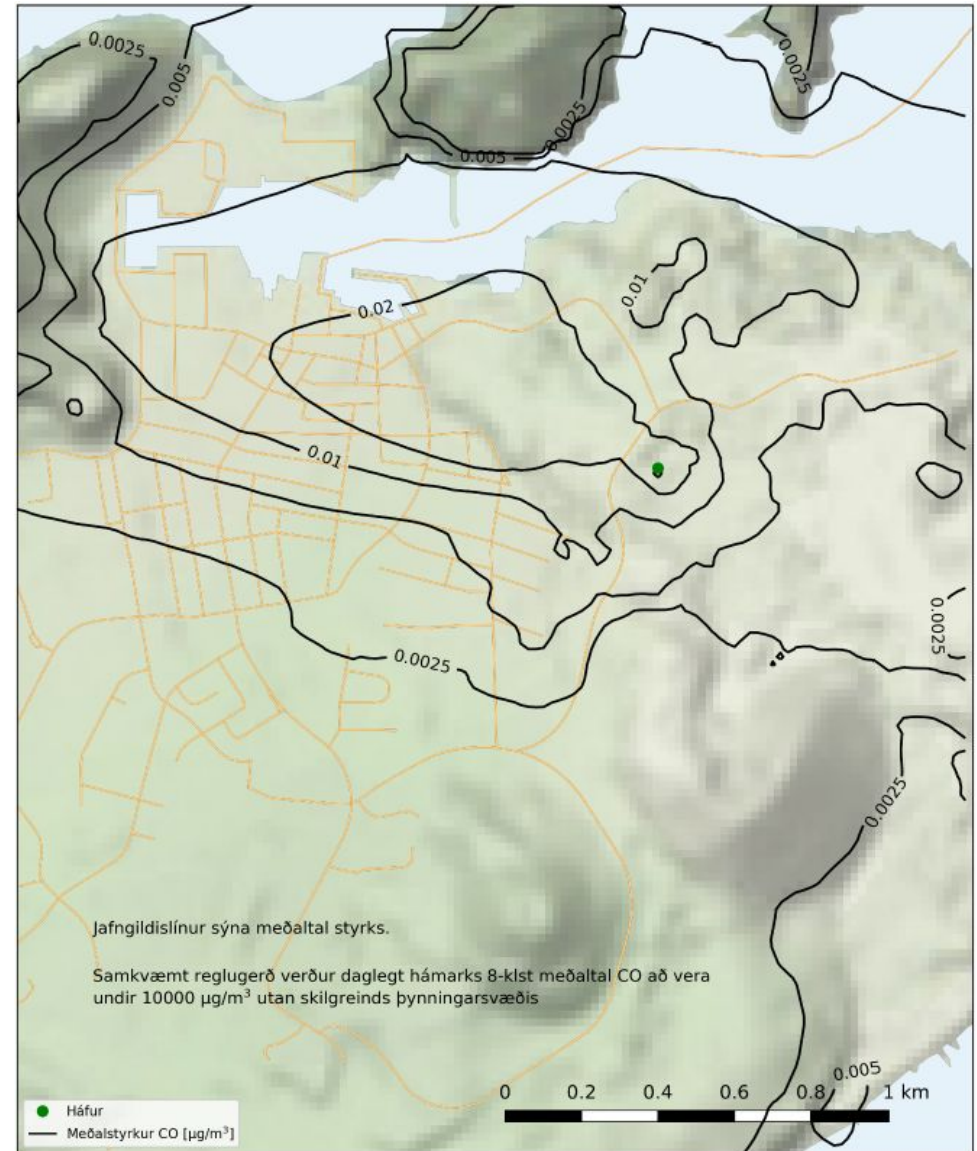 0.0025
0.005
0.0025
0.0025
0.005
0.01
0.02
0.01
0.0025
0.0025
0.0025
Jafngildislínur sýna meðaltal styrks.
Samkvæmt reglugerð verður daglegt hámarks 8-klst meðaltal CO að vera
undir 10000 µg/m³ utan skilgreinds þynningarsvæðis
0.005
0 0.2 0.4 0.6 0.8 1 km
Háfur
Meðalstyrkur CO [µg/m³]